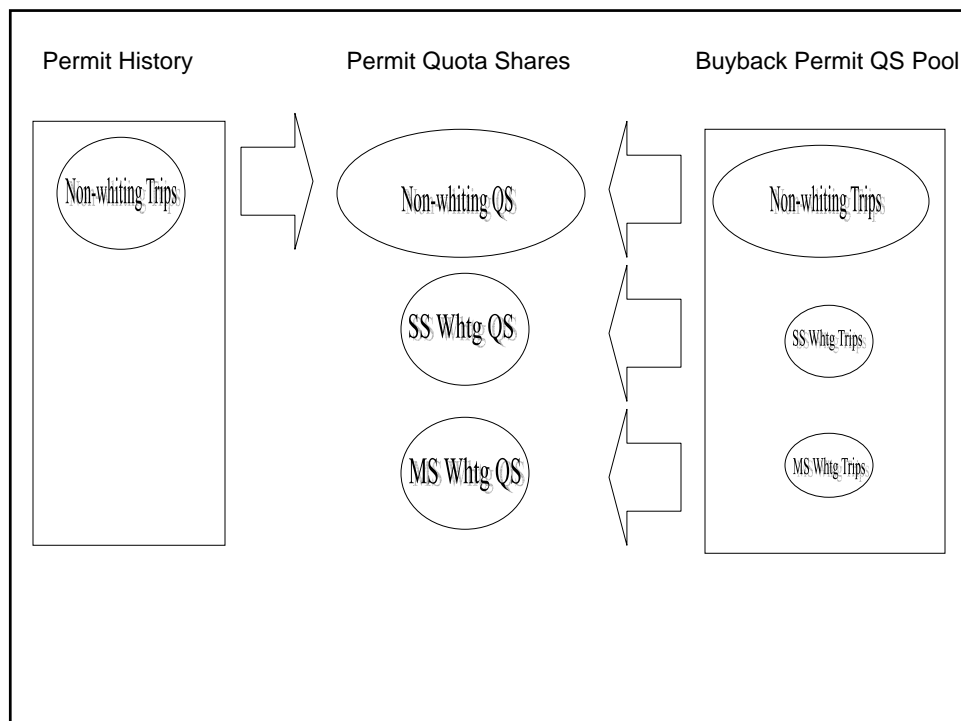 Permit History
Permit Quota Shares
Buyback Permit QS Pool
Non-whiting Trips
Non-whiting QS
Non-whiting Trips
SS Whtg QS
SS Whtg Trips
MS Whtg QS
MS Whtg Trips